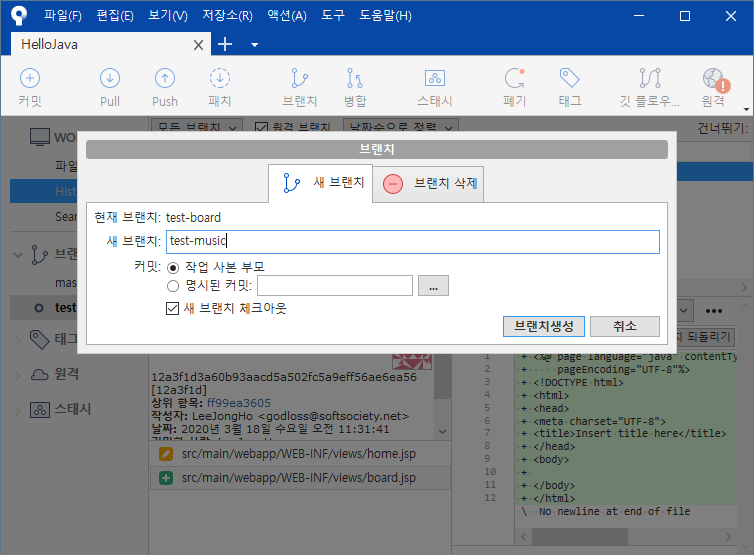 파일(F) 편집(E) 보기(V) 저장소(R) 액션(A) 도구 도움말(H)
HelloJava
커밋 Pull Push 패치 브랜치 병합 스태시 폐기 태그 깃 플로우... 원격
모든 브랜치 원격 브랜치 날짜순으로 정렬 건너뛰기:
브랜치
새 브랜치 브랜치 삭제
현재 브랜치: test-board
새 브랜치: test-music
커밋: 작업 사본 부모
명시된 커밋: ...
새 브랜치 체크아웃
브랜치생성 취소
WO
파일
Hist
Sear
브랜
mas
test
태그
원격
스태시
지 되돌리기
12a3f1d3a60b93aacd5a502fc5a9eff56ae6ea56
[12a3f1d]
상위 항목: ff99ea3605
작성자: LeeJongHo <godloss@softsociety.net>
날짜: 2020년 3월 18일 수요일 오전 11:31:41
src/main/webapp/WEB-INF/views/home.jsp
src/main/webapp/WEB-INF/views/board.jsp
1 + <%@ page language="java" contentTy
2 + pageEncoding="UTF-8"%>
3 + <!DOCTYPE html>
4 + <html>
5 + <head>
6 + <meta charset="UTF-8">
7 + <title>Insert title here</title>
8 + </head>
9 + <body>
10 +
11 + </body>
12 + </html>
\ No newline at end of file